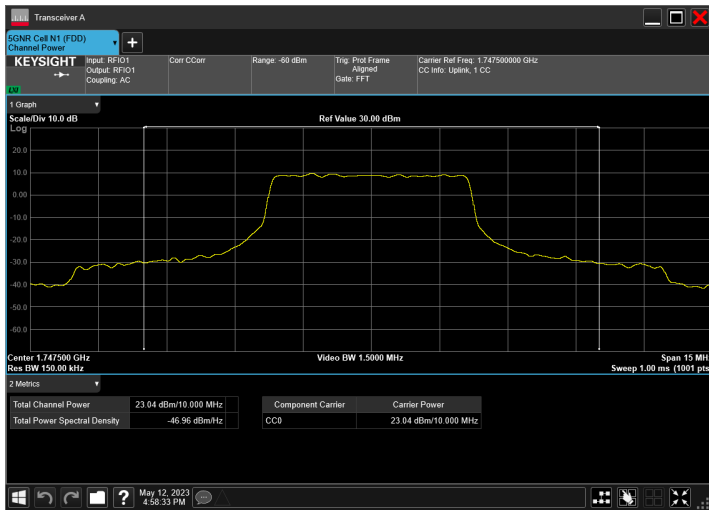 Transceiver A
5GNR Cell N1 (FDD)
Channel Power
KEYSIGHT
LXI
Input: RFIO1
Output: RFIO1
Coupling: AC
Corr CCorr
Range: -60 dBm
Trig: Prot Frame
Aligned
Gate: FFT
Carrier Ref Freq: 1.747500000 GHz
CC Info: Uplink, 1 CC
1 Graph
Scale/Div 10.0 dB
Ref Value 30.00 dBm
Log
20.0
10.0
0.00
-10.0
-20.0
-30.0
-40.0
-50.0
-60.0
Center 1.747500 GHz
Video BW 1.5000 MHz
Span 15 MH
Res BW 150.00 kHz
Sweep 1.00 ms (1001 pts
2 Metrics
Total Channel Power 23.04 dBm/10.000 MHz
Total Power Spectral Density -46.96 dBm/Hz
Component Carrier Carrier Power
CC0 23.04 dBm/10.000 MHz
May 12, 2023
4:58:33 PM